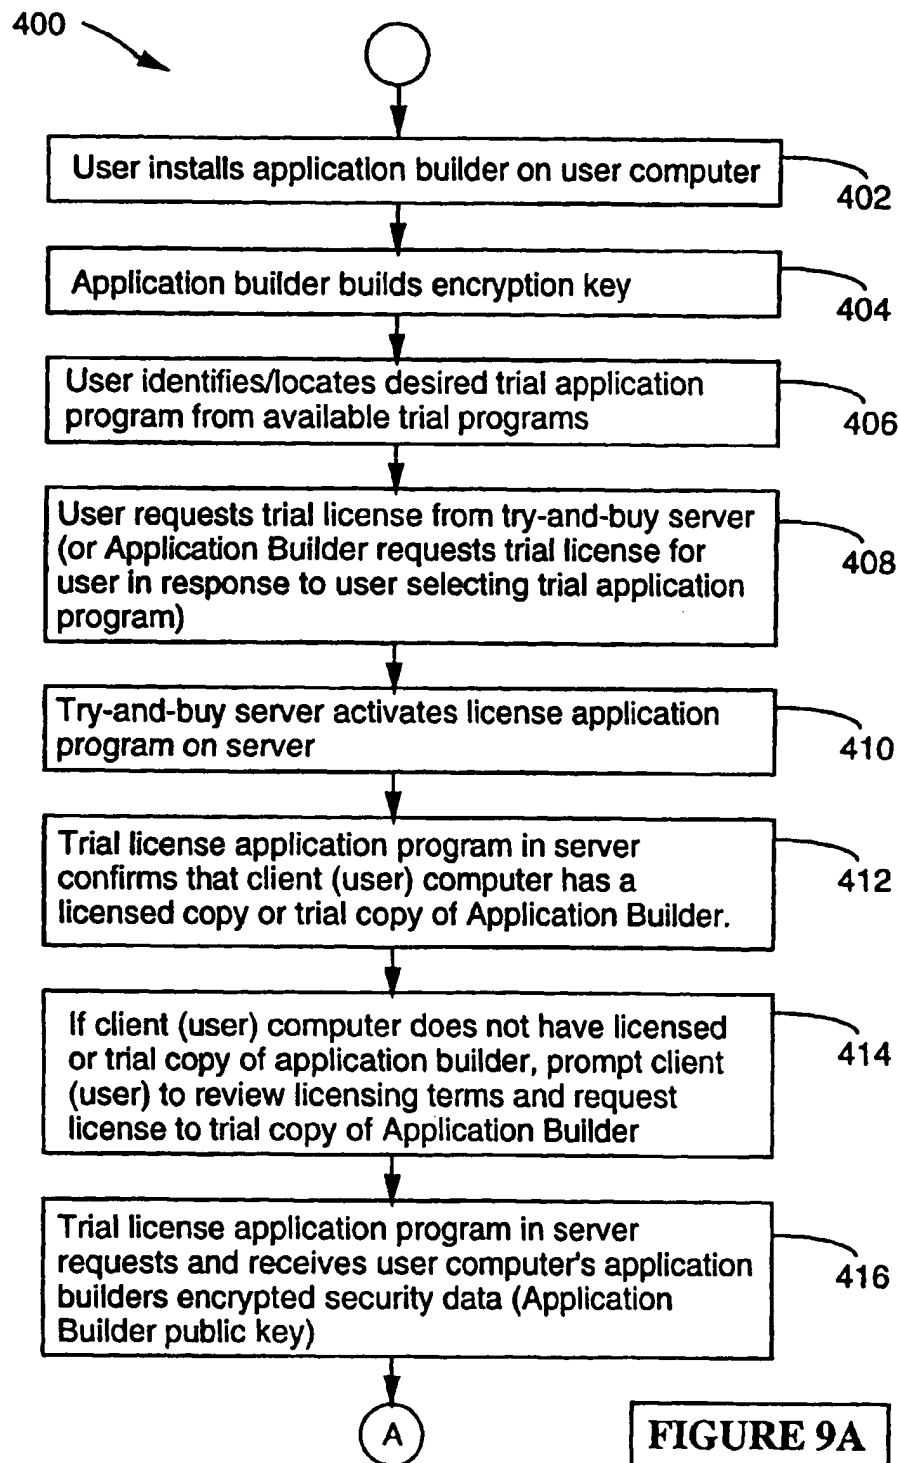 400
User installs application builder on user computer
402
Application builder builds encryption key
404
User identifies/locates desired trial application
program from available trial programs
406
User requests trial license from try-and-buy server
(or Application Builder requests trial license for
user in response to user selecting trial application
program)
408
Try-and-buy server activates license application
program on server
410
Trial license application program in server
confirms that client (user) computer has a
licensed copy or trial copy of Application Builder.
412
If client (user) computer does not have licensed
or trial copy of application builder, prompt client
(user) to review licensing terms and request
license to trial copy of Application Builder
414
Trial license application program in server
requests and receives user computer's application
builders encrypted security data (Application
Builder public key)
416
A
FIGURE 9A